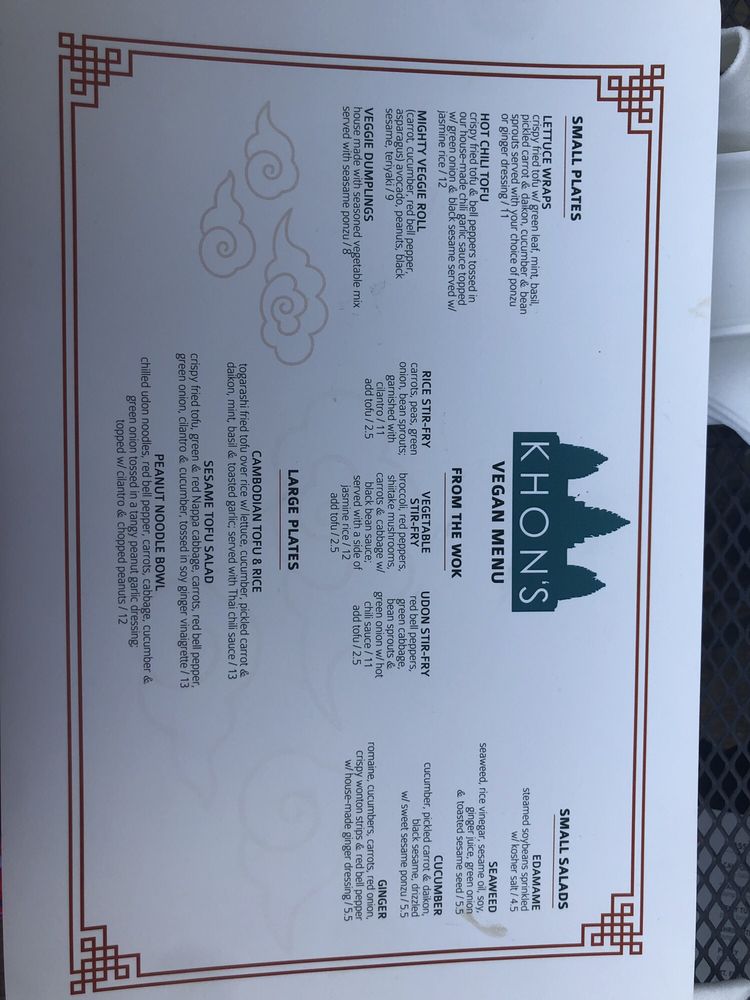 KHON'S
VEGAN MENU
SMALL PLATES
LETTUCE WRAPS
crispy fried tofu w/ green leaf, mint, basil,
pickled carrot & daikon, cucumber & bean
sprouts served with your choice of ponzu
or ginger dressing / 11
HOT CHILI TOFU
crispy fried tofu & bell peppers tossed in
our house-made chili garlic sauce topped
w/ green onion & black sesame served w/
jasmine rice / 12
MIGHTY VEGGIE ROLL
(carrot, cucumber, red bell pepper,
asparagus) avocado, peanuts, black
sesame, teriyaki / 9
VEGGIE DUMPLINGS
house made with seasoned vegetable mix
served with seasame ponzu / 8
FROM THE WOK
RICE STIR-FRY
carrots, peas, green
onion, bean sprouts;
garnished with
cilantro / 11
add tofu / 2.5
VEGETABLE
STIR-FRY
broccoli, red peppers,
shiitake mushrooms,
carrots & cabbage w/
black bean sauce,
served with a side of
jasmine rice / 12
add tofu / 2.5
UDON STIR-FRY
red bell peppers,
green cabbage,
bean sprouts &
green onion w/ hot
chili sauce / 11
add tofu / 2.5
SMALL SALADS
EDAMAME
steamed soybeans sprinkled
w/ kosher salt / 4.5
SEAWEED
seaweed, rice vinegar, sesame oil, soy,
ginger juice, green onion
& toasted sesame seed / 5.5
CUCUMBER
cucumber, pickled carrot & daikon,
black sesame, drizzled
w/ sweet sesame ponzu / 5.5
GINGER
romaine, cucumbers, carrots, red onion,
crispy wonton strips & red bell pepper
w/ house-made ginger dressing / 5.5
LARGE PLATES
CAMBODIAN TOFU & RICE
togarashi fried tofu over rice w/ lettuce, cucumber, pickled carrot &
daikon, mint, basil & toasted garlic; served with Thai chili sauce / 13
SESAME TOFU SALAD
crispy fried tofu, green & red Nappa cabbage, carrots, red bell pepper,
green onion, cilantro & cucumber, tossed in soy ginger vinaigrette / 13
PEANUT NOODLE BOWL
chilled udon noodles, red bell pepper, carrots, cabbage, cucumber &
green onion tossed in a tangy peanut garlic dressing;
topped w/ cilantro & chopped peanuts / 12